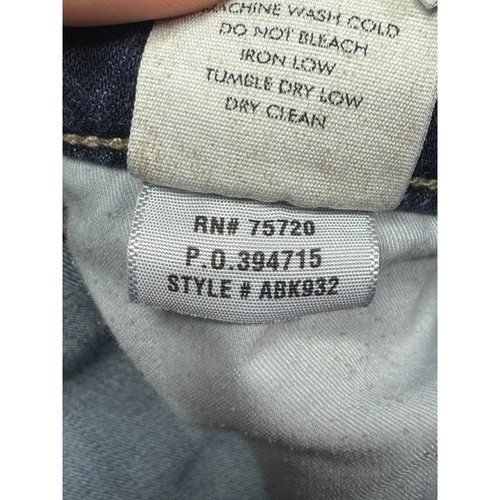 MACHINE WASH COLD
DO NOT BLEACH
IRON LOW
TUMBLE DRY LOW
DRY CLEAN
RN# 75720
P.O.394715
STYLE # ABK932